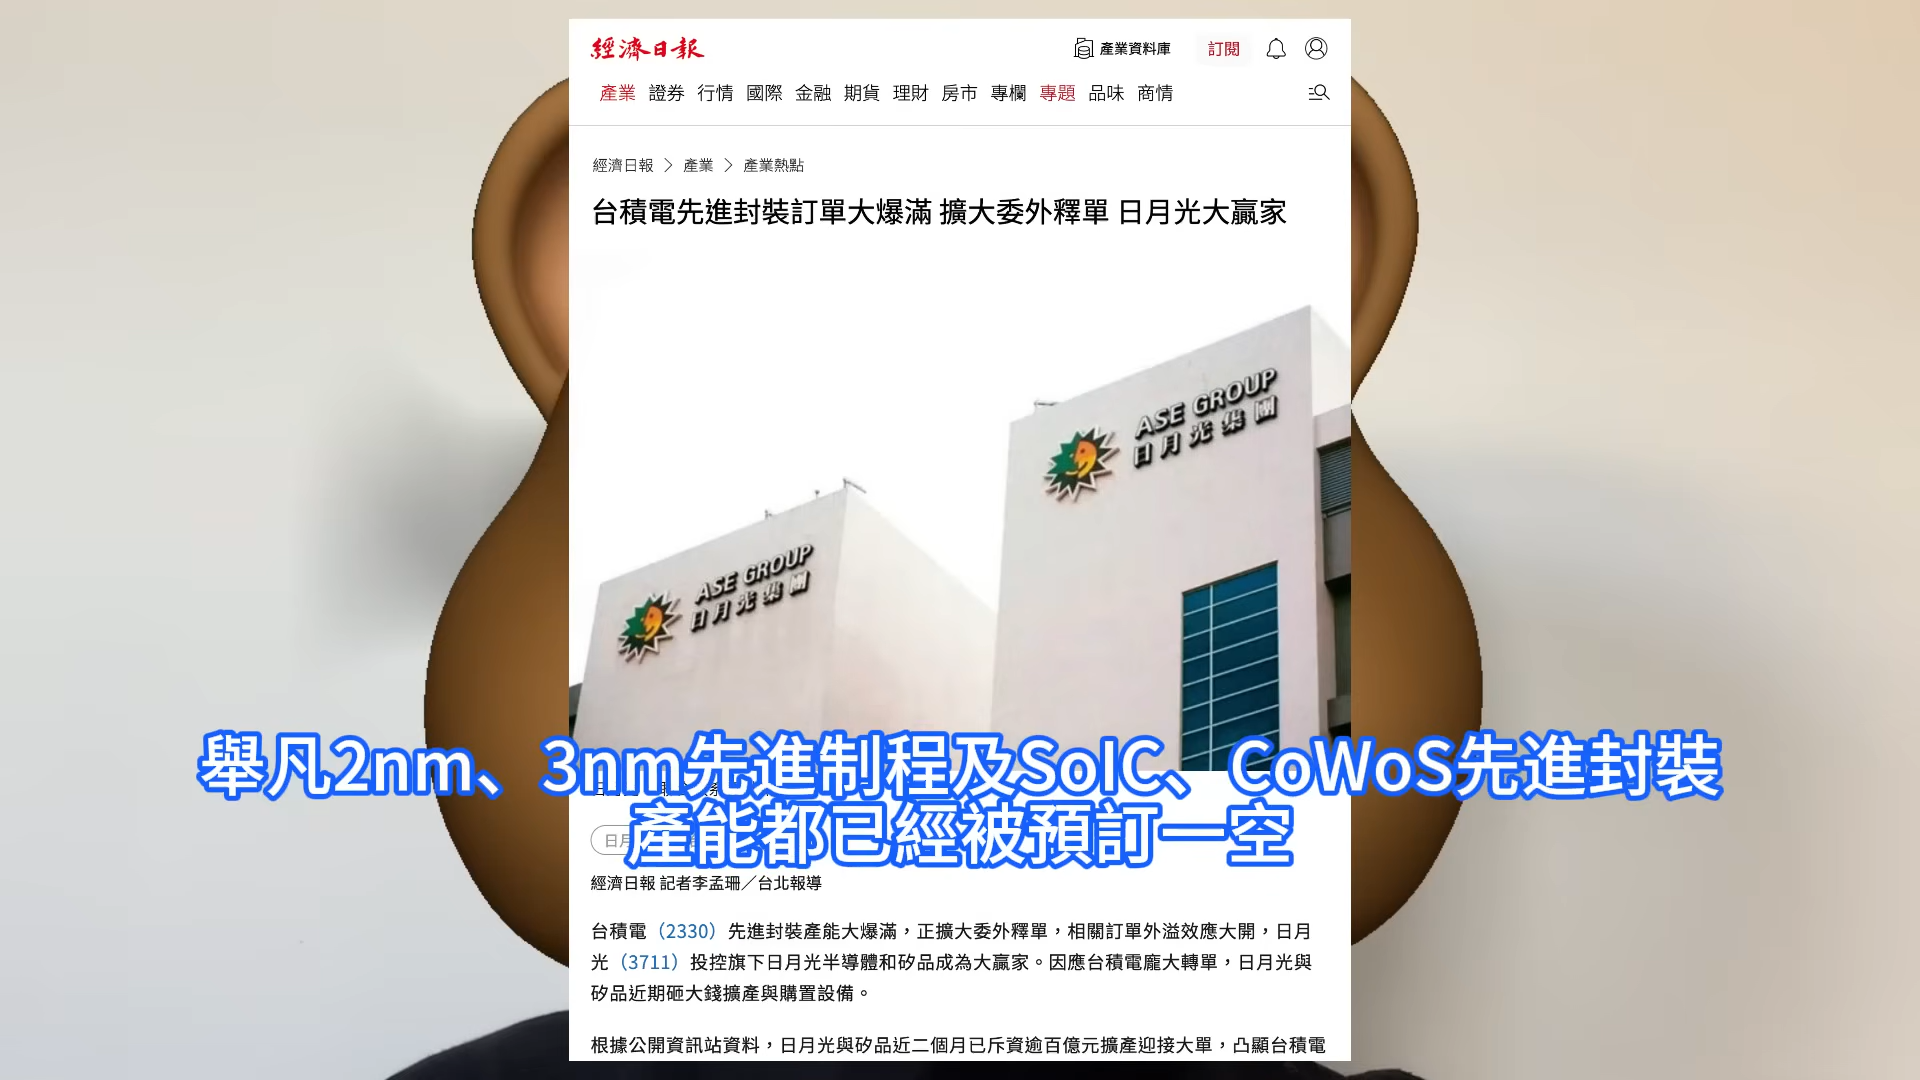 經濟日報
產業資料庫
訂閱
產業 證券 行情 國際 金融 期貨 理財 房市 專欄 專題 品味 商情
經濟日報 > 產業 > 產業熱點
台積電先進封裝訂單大爆滿 擴大委外釋單 日月光大贏家
ASE GROUP
日月光集團
ASE GROUP
日月光集團
舉凡2nm、3nm先進制程及SoIC、CoWoS先進封裝
產能都已經被預訂一空
日月
經濟日報 記者李孟珊／台北報導
台積電（2330）先進封裝產能大爆滿，正擴大委外釋單，相關訂單外溢效應大開，日月
光（3711）投控旗下日月光半導體和矽品成為大贏家。因應台積電龐大轉單，日月光與
矽品近期砸大錢擴產與購置設備。
根據公開資訊站資料，日月光與矽品近二個月已斥資逾百億元擴產迎接大單，凸顯台積電